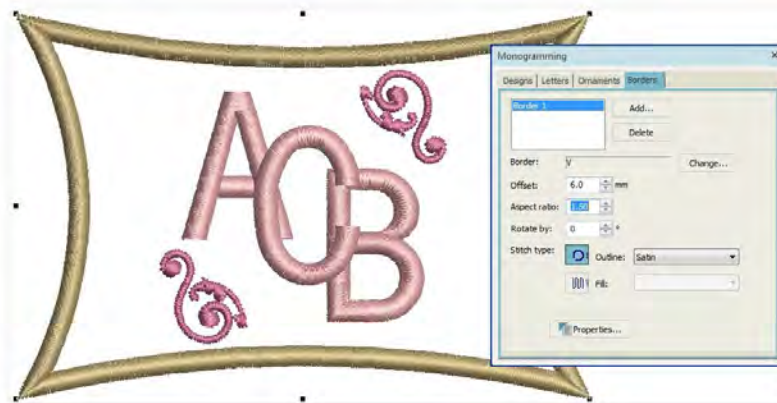 AOB
Monogramming
Designs Letters Ornaments Borders
Border 1
Add...
Delete
Border: V Change...
Offset: 6.0 mm
Aspect ratio: 1.50
Rotate by: 0 °
Stitch type: Outline: Satin
Fill:
Properties...